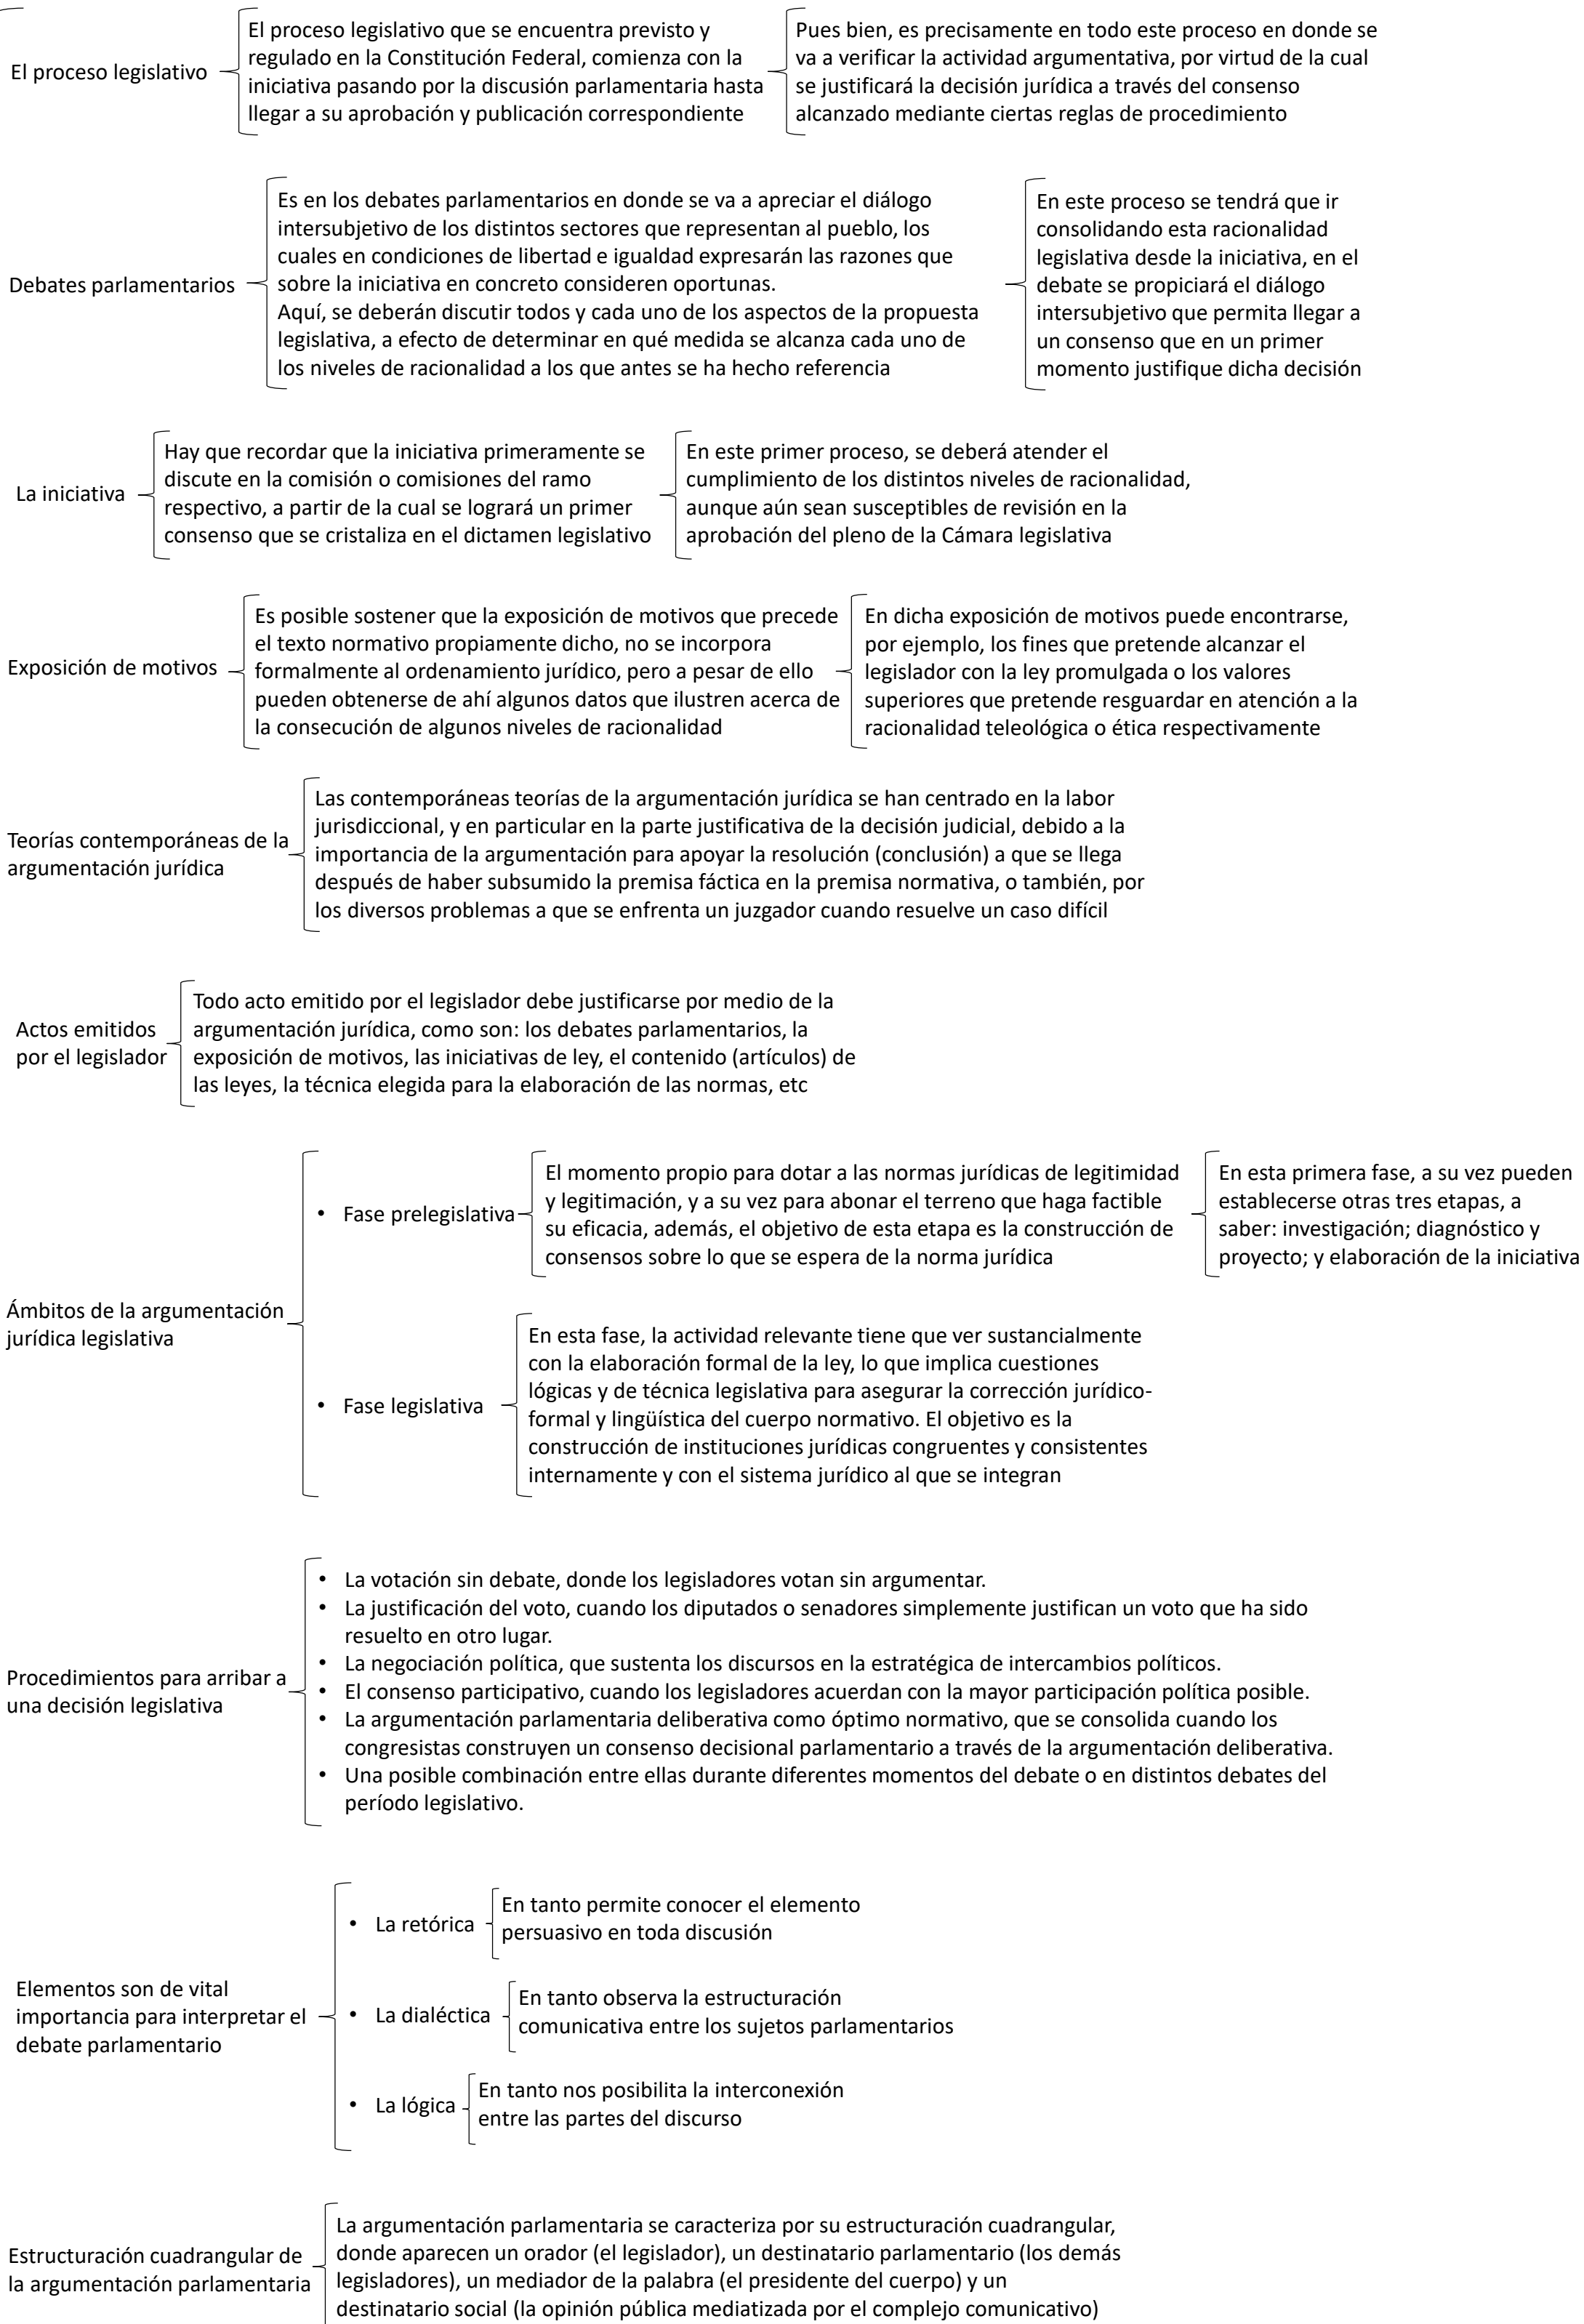 El proceso legislativo
El proceso legislativo que se encuentra previsto y
regulado en la Constitución Federal, comienza con la
iniciativa pasando por la discusión parlamentaria hasta
llegar a su aprobación y publicación correspondiente
Pues bien, es precisamente en todo este proceso en donde se
va a verificar la actividad argumentativa, por virtud de la cual
se justificará la decisión jurídica a través del consenso
alcanzado mediante ciertas reglas de procedimiento
Debates parlamentarios
Es en los debates parlamentarios en donde se va a apreciar el diálogo
intersubjetivo de los distintos sectores que representan al pueblo, los
cuales en condiciones de libertad e igualdad expresarán las razones que
sobre la iniciativa en concreto consideren oportunas.
Aquí, se deberán discutir todos y cada uno de los aspectos de la propuesta
legislativa, a efecto de determinar en qué medida se alcanza cada uno de
los niveles de racionalidad a los que antes se ha hecho referencia
En este proceso se tendrá que ir
consolidando esta racionalidad
legislativa desde la iniciativa, en el
debate se propiciará el diálogo
intersubjetivo que permita llegar a
un consenso que en un primer
momento justifique dicha decisión
La iniciativa
Hay que recordar que la iniciativa primeramente se
discute en la comisión o comisiones del ramo
respectivo, a partir de la cual se logrará un primer
consenso que se cristaliza en el dictamen legislativo
En este primer proceso, se deberá atender el
cumplimiento de los distintos niveles de racionalidad,
aunque aún sean susceptibles de revisión en la
aprobación del pleno de la Cámara legislativa
Exposición de motivos
Es posible sostener que la exposición de motivos que precede
el texto normativo propiamente dicho, no se incorpora
formalmente al ordenamiento jurídico, pero a pesar de ello
pueden obtenerse de ahí algunos datos que ilustren acerca de
la consecución de algunos niveles de racionalidad
En dicha exposición de motivos puede encontrarse,
por ejemplo, los fines que pretende alcanzar el
legislador con la ley promulgada o los valores
superiores que pretende resguardar en atención a la
racionalidad teleológica o ética respectivamente
Teorías contemporáneas de la
argumentación jurídica
Las contemporáneas teorías de la argumentación jurídica se han centrado en la labor
jurisdiccional, y en particular en la parte justificativa de la decisión judicial, debido a la
importancia de la argumentación para apoyar la resolución (conclusión) a que se llega
después de haber subsumido la premisa fáctica en la premisa normativa, o también, por
los diversos problemas a que se enfrenta un juzgador cuando resuelve un caso difícil
Actos emitidos
por el legislador
Todo acto emitido por el legislador debe justificarse por medio de la
argumentación jurídica, como son: los debates parlamentarios, la
exposición de motivos, las iniciativas de ley, el contenido (artículos) de
las leyes, la técnica elegida para la elaboración de las normas, etc
Ámbitos de la argumentación
jurídica legislativa
• Fase prelegislativa
El momento propio para dotar a las normas jurídicas de legitimidad
y legitimación, y a su vez para abonar el terreno que haga factible
su eficacia, además, el objetivo de esta etapa es la construcción de
consensos sobre lo que se espera de la norma jurídica
En esta primera fase, a su vez pueden
establecerse otras tres etapas, a
saber: investigación; diagnóstico y
proyecto; y elaboración de la iniciativa
• Fase legislativa
En esta fase, la actividad relevante tiene que ver sustancialmente
con la elaboración formal de la ley, lo que implica cuestiones
lógicas y de técnica legislativa para asegurar la corrección jurídico-
formal y lingüística del cuerpo normativo. El objetivo es la
construcción de instituciones jurídicas congruentes y consistentes
internamente y con el sistema jurídico al que se integran
Procedimientos para arribar a
una decisión legislativa
• La votación sin debate, donde los legisladores votan sin argumentar.
• La justificación del voto, cuando los diputados o senadores simplemente justifican un voto que ha sido
resuelto en otro lugar.
• La negociación política, que sustenta los discursos en la estratégica de intercambios políticos.
• El consenso participativo, cuando los legisladores acuerdan con la mayor participación política posible.
• La argumentación parlamentaria deliberativa como óptimo normativo, que se consolida cuando los
congresistas construyen un consenso decisional parlamentario a través de la argumentación deliberativa.
• Una posible combinación entre ellas durante diferentes momentos del debate o en distintos debates del
período legislativo.
Elementos son de vital
importancia para interpretar el
debate parlamentario
• La retórica
En tanto permite conocer el elemento
persuasivo en toda discusión
• La dialéctica
En tanto observa la estructuración
comunicativa entre los sujetos parlamentarios
• La lógica
En tanto nos posibilita la interconexión
entre las partes del discurso
Estructuración cuadrangular de
la argumentación parlamentaria
La argumentación parlamentaria se caracteriza por su estructuración cuadrangular,
donde aparecen un orador (el legislador), un destinatario parlamentario (los demás
legisladores), un mediador de la palabra (el presidente del cuerpo) y un
destinatario social (la opinión pública mediatizada por el complejo comunicativo)